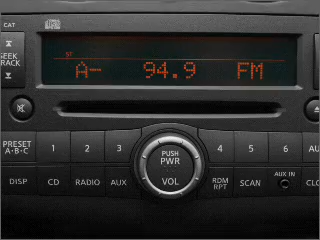 CAT
SEEK
TRACK
ST
A-- 94.9 FM
PRESET
A·B·C
1 2 3
PUSH
PWR
VOL
4 5 6
AUX IN
DISP CD RADIO AUX
RDM
RPT
SCAN